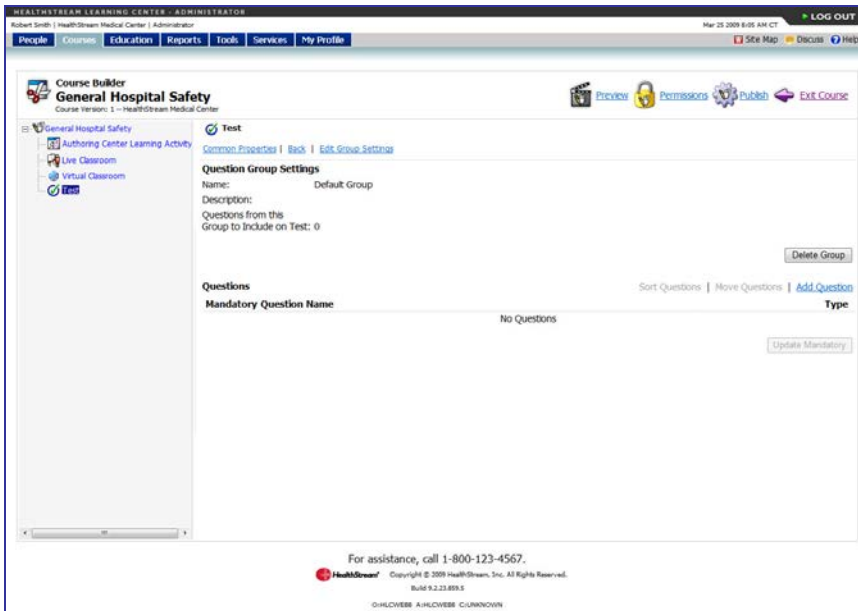 HEALTHSTREAM LEARNING CENTER - ADMINISTRATOR
LOG OUT
Robert Smith | HealthStream Medical Center | Administrator
Mar 25 2009 8:05 AM CT
People Courses Education Reports Tools Services My Profile
Site Map Discuss Help
Course Builder
General Hospital Safety
Course Version: 1 -- HealthStream Medical Center
Preview Permissions Publish Exit Course
General Hospital Safety
Authoring Center Learning Activity
Live Classroom
Virtual Classroom
Test
Test
Common Properties | Back | Edit Group Settings
Question Group Settings
Name: Default Group
Description:
Questions from this
Group to Include on Test: 0
Delete Group
Questions
Sort Questions | Move Questions | Add Question
Mandatory Question Name Type
No Questions
Update Mandatory
For assistance, call 1-800-123-4567.
HealthStream Copyright © 2009 HealthStream, Inc. All Rights Reserved.
Build 9.2.23.859.5
O:HLCWEB8 A:HLCWEB8 C:UNKNOWN